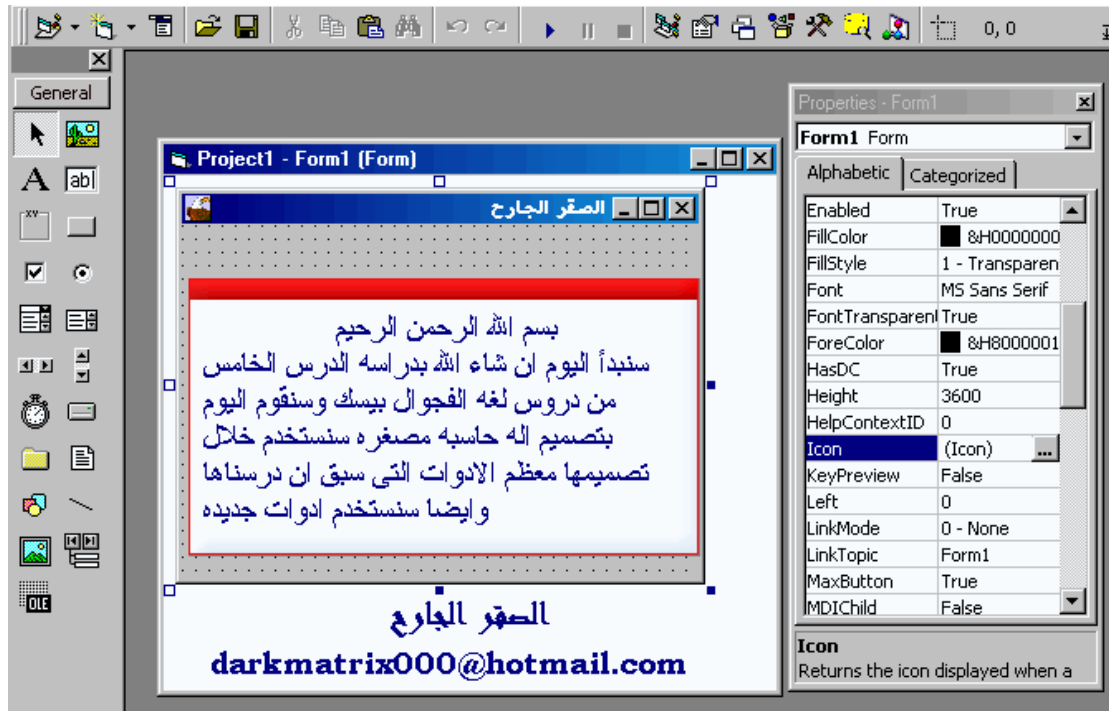 0, 0
General
A
ab|
XY
OLE
Project1 - Form1 (Form)
الصقر الجارح
بسم الله الرحمن الرحيم
سنبدأ اليوم ان شاء الله بدراسه الدرس الخامس
من دروس لغه الفجوال بيسك وسنقوم اليوم
بتصميم اله حاسبه مصغره سنستخدم خلال
تصميمها معظم الادوات التى سبق ان درسناها
وايضا سنستخدم ادوات جديده
الصقر الجارح
darkmatrix000@hotmail.com
Properties - Form1
Form1 Form
Alphabetic Categorized
Enabled True
FillColor &H0000000
FillStyle 1 - Transparen
Font MS Sans Serif
FontTransparen True
ForeColor &H8000001
HasDC True
Height 3600
HelpContextID 0
Icon (Icon) ...
KeyPreview False
Left 0
LinkMode 0 - None
LinkTopic Form1
MaxButton True
MDIChild False
Icon
Returns the icon displayed when a